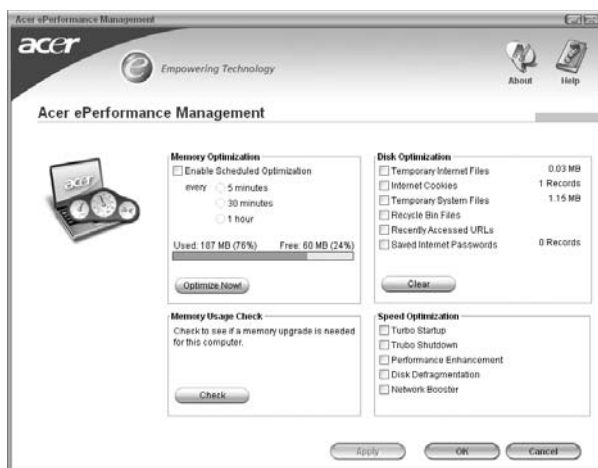 Acer ePerformance Management
acer
Empowering Technology
About
Help
Acer ePerformance Management
Memory Optimization
Enable Scheduled Optimization
every
5 minutes
30 minutes
1 hour
Used: 187 MB (76%) Free: 60 MB (24%)
Optimize Now!
Disk Optimization
Temporary Internet Files 0.03 MB
Internet Cookies 1 Records
Temporary System Files 1.15 MB
Recycle Bin Files
Recently Accessed URLs
Saved Internet Passwords 0 Records
Clear
Memory Usage Check
Check to see if a memory upgrade is needed
for this computer.
Check
Speed Optimization
Turbo Startup
Trubo Shutdown
Performance Enhancement
Disk Defragmentation
Network Booster
Apply
OK
Cancel